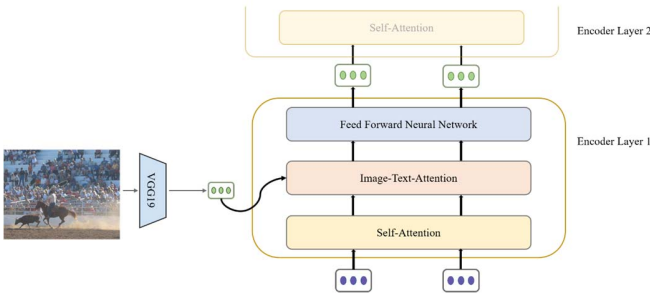 Self-Attention
Encoder Layer 2
Feed Forward Neural Network
Encoder Layer 1
VGG19
Image-Text-Attention
Self-Attention